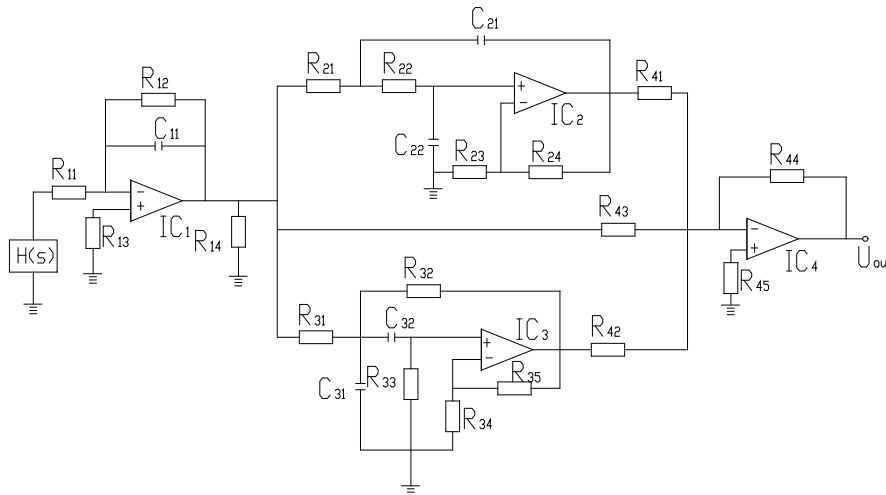 C21
R21
R22
R41
R12
+
−
IC2
C11
C22
R23
R24
R11
R44
−
+
IC1
R43
R13
R14
−
+
H(s)
IC4
Uou
R32
R45
R31
C32
IC3
+
−
R42
R33
R35
C31
R34